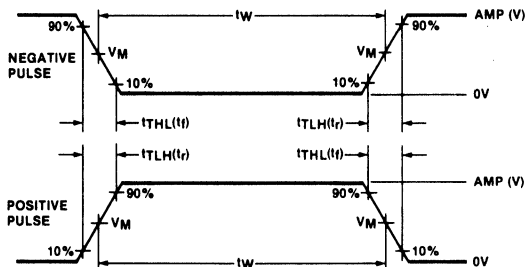 tW
AMP (V)
90%
90%
NEGATIVE
PULSE
VM
VM
10%
10%
0V
tTHL(tf)
tTLH(tr)
tTLH(tr)
tTHL(tf)
AMP (V)
90%
90%
POSITIVE
PULSE
VM
VM
10%
10%
0V
tW